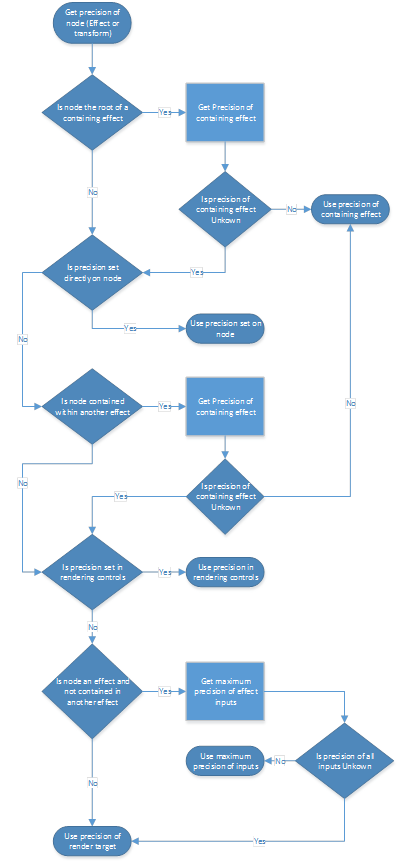 Get precision of
node (Effect or
transform)
Is node the root of a
containing effect
Yes
Get Precision of
containing effect
No
Is precision of
containing effect
Unkown
No
Use precision of
containing effect
Is precision set
directly on node
Yes
Yes
Use precision set on
node
No
Is node contained
within another effect
Yes
Get Precision of
containing effect
No
No
Is precision of
containing effect
Unkown
Yes
Is precision set in
rendering controls
Yes
Use precision in
rendering controls
No
Is node an effect and
not contained in
another effect
Yes
Get maximum
precision of effect
inputs
Is precision of all
inputs Unkown
No
Use maximum
precision of inputs
No
Use precision of
render target
Yes